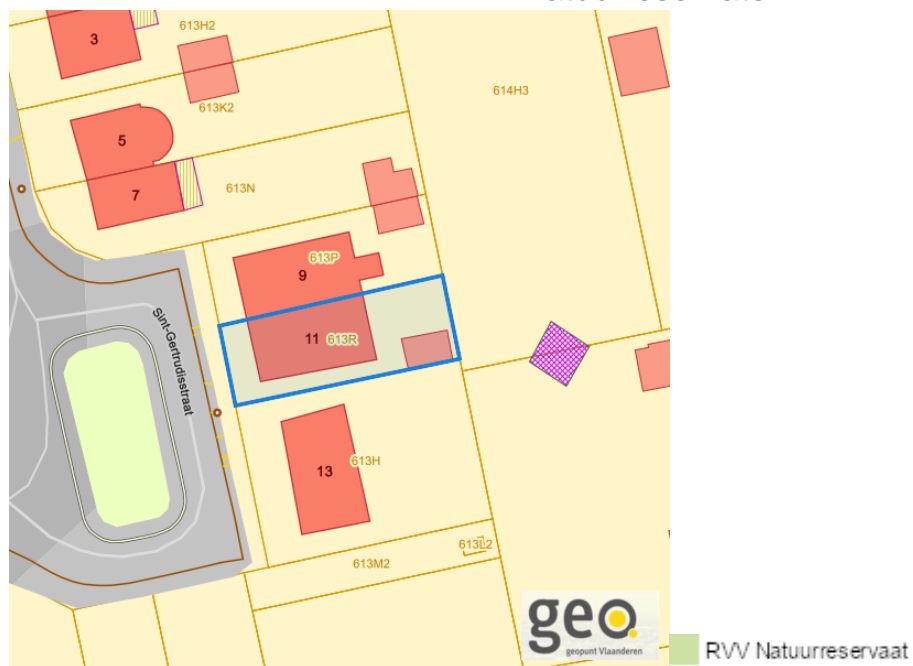 3
613H2
613K2
614H3
5
7
613N
9
613P
11
613R
Sint-Gertrudisstraat
13
613H
613L2
613M2
geo.
geopunt Vlaanderen
RVV Natuurreservaat